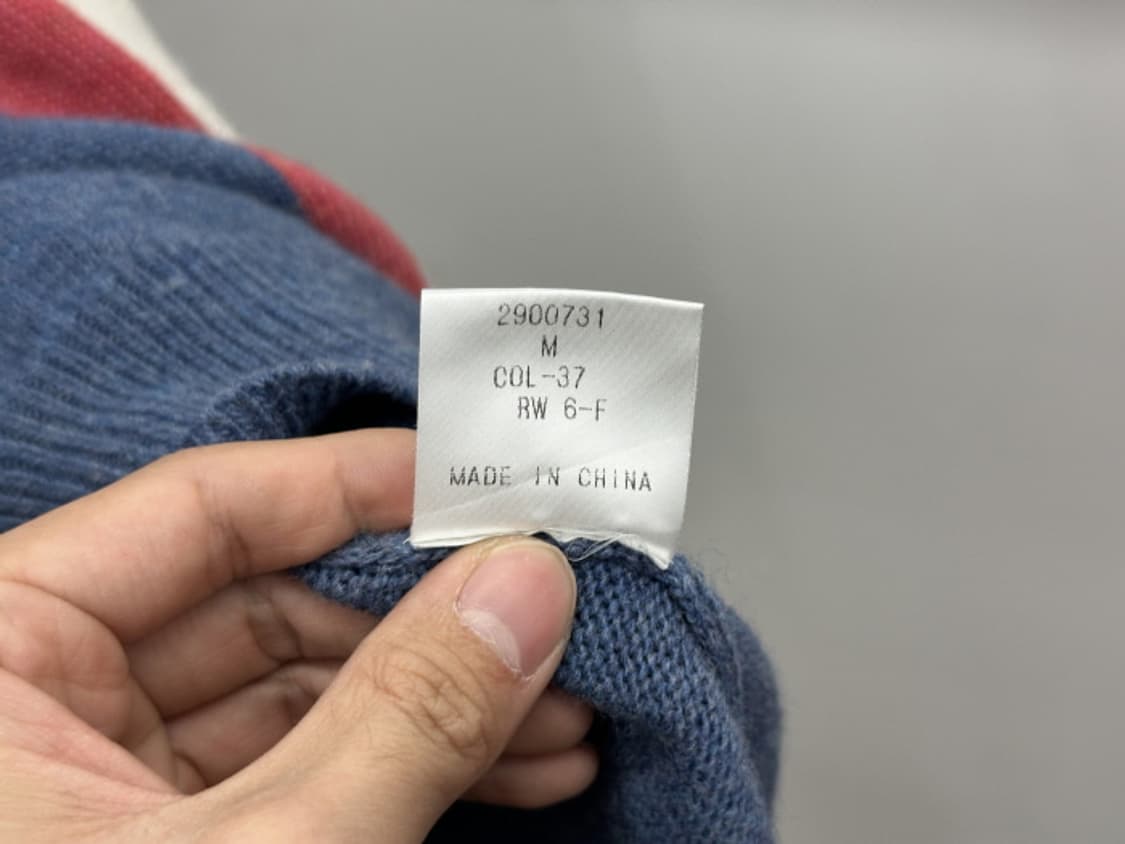 2900731
M
COL-37
RW 6-F
MADE IN CHINA